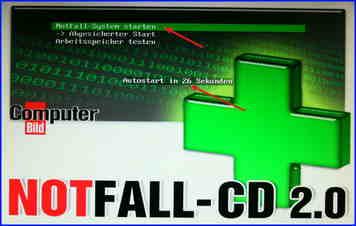 Notfall-System starten
-> Abgesicherter Start
Arbeitsspeicher testen
Autostart in 26 Sekunden
Computer
Bild
NOTFALL-CD 2.0